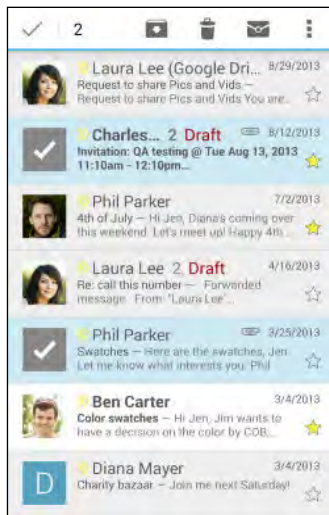 2
Laura Lee (Google Dri... 8/29/2013
Request to share Pics and Vids —
Request to share Pics and Vids You are...
Charles... 2 Draft 8/12/2013
Invitation: QA testing @ Tue Aug 13, 2013
11:10am - 12:10pm...
Phil Parker 7/2/2013
4th of July — Hi Jen, Diana's coming over
this weekend. Let's meet up! Happy 4th...
Laura Lee 2 Draft 4/16/2013
Re: call this number — Forwarded
message From: "Laura Lee"...
Phil Parker 3/25/2013
Swatches — Here are the swatches, Jen.
Let me know what interests you. Phil
Ben Carter 3/4/2013
Color swatches — Hi Jen, Jim wants to
have a decision on the color by COB...
D Diana Mayer 3/4/2013
Charity bazaar — Join me next Saturday!